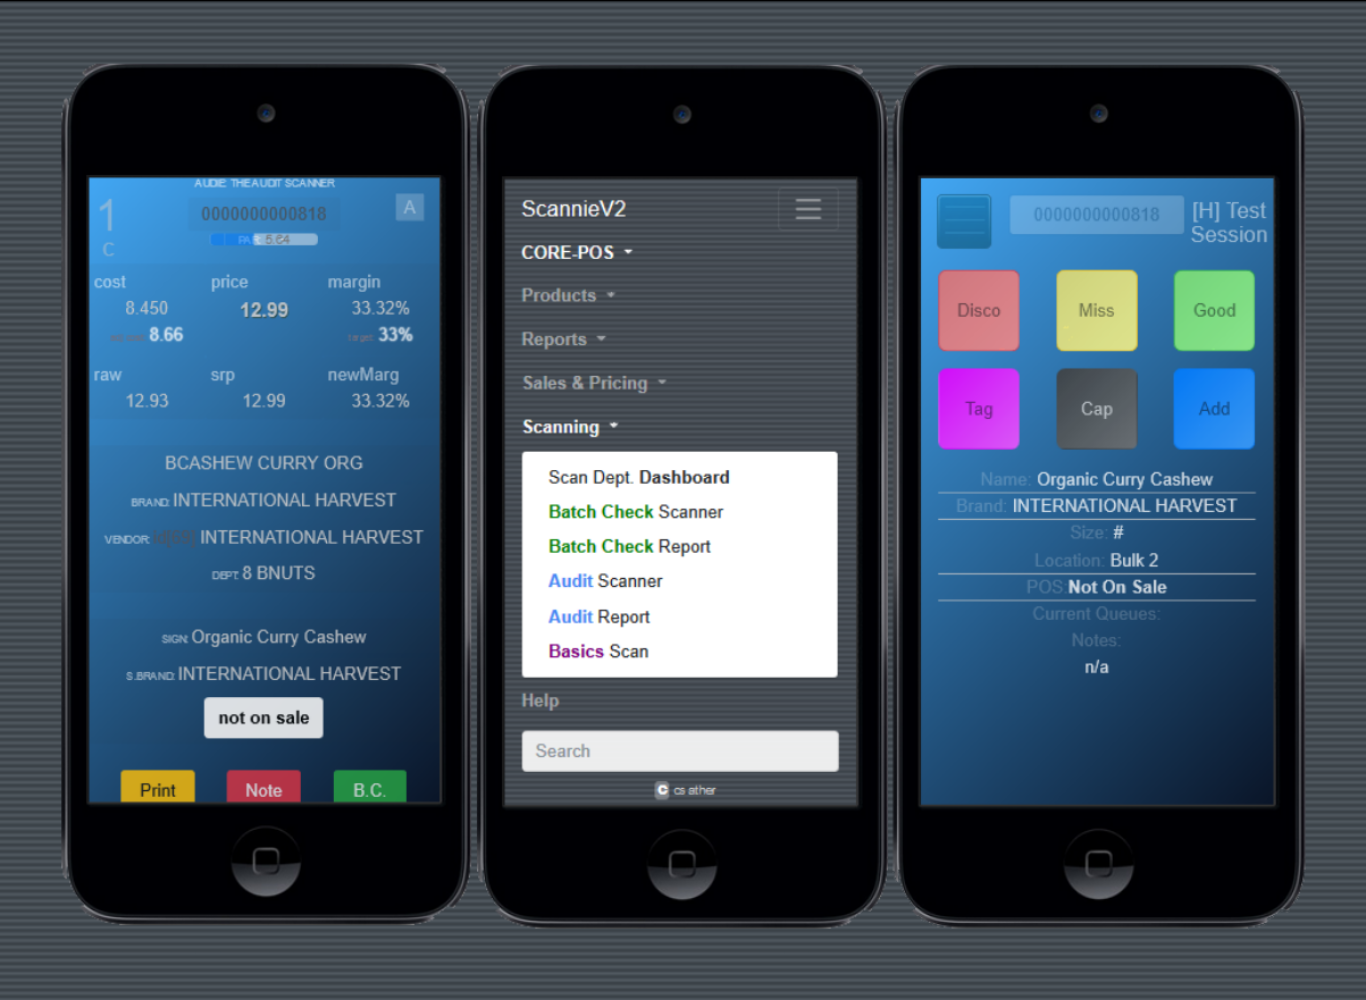 AUDIE: THE AUDIT SCANNER
1
0000000000818
A
C
PAR 5.64
cost price margin
8.450 12.99 33.32%
8.66
target 33%
raw srp newMarg
12.93 12.99 33.32%
BCASHEW CURRY ORG
BRAND: INTERNATIONAL HARVEST
VENDOR: INTERNATIONAL HARVEST
DEPT: 8 BNUTS
SIGN: Organic Curry Cashew
S.BRAND: INTERNATIONAL HARVEST
not on sale
Print Note B.C.
ScannieV2
CORE-POS
Products
Reports
Sales & Pricing
Scanning
Scan Dept. Dashboard
Batch Check Scanner
Batch Check Report
Audit Scanner
Audit Report
Basics Scan
Help
Search
C cs ather
0000000000818
[H] Test
Session
Disco Miss Good
Tag Cap Add
Name: Organic Curry Cashew
Brand: INTERNATIONAL HARVEST
Size: #
Location: Bulk 2
POS: Not On Sale
Current Queues:
Notes:
n/a